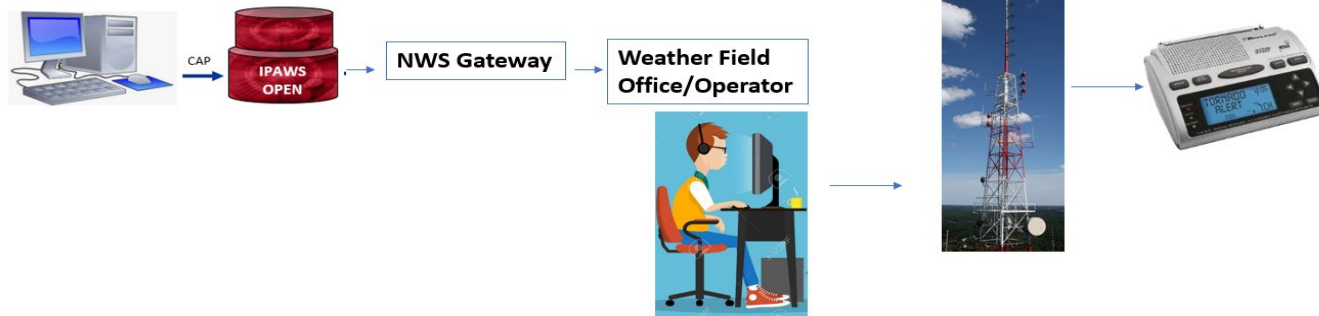 CAP
IPAWS
OPEN
NWS Gateway
Weather Field
Office/Operator
TORNADO
ALERT